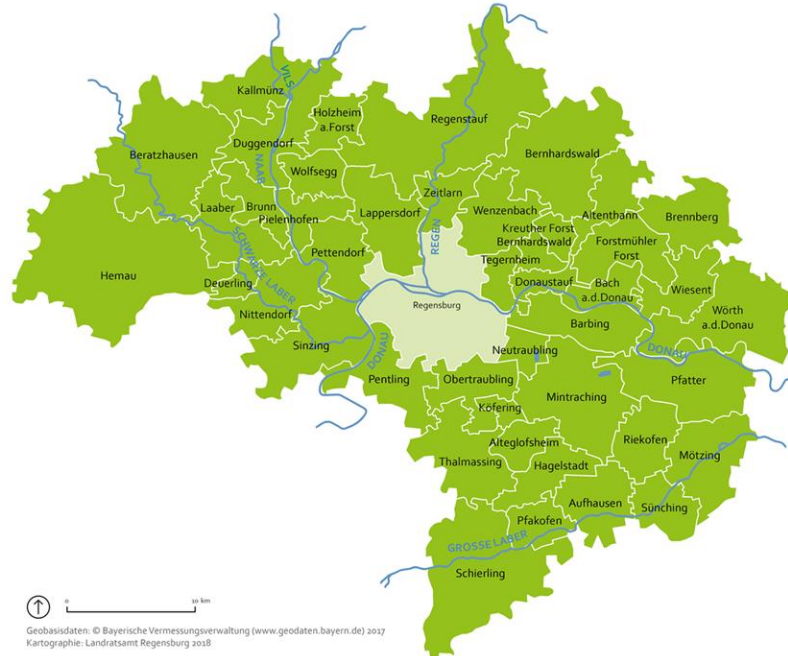 VILS
Kallmünz
Holzheim
a.Forst
Regenstauf
Duggendorf
Beratzhausen
NAAB
Wolfsegg
Bernhardswald
Zeitlarn
Laaber
Brunn
Pielenhofen
Lappersdorf
Wenzenbach
Altenthann
Brennberg
REGEN
Kreuther Forst
Bernhardswald
Forstmühler
Forst
SCHWARZE LABER
Pettendorf
Tegernheim
Hemau
Deuerling
Donaustauf
Bach
a.d.Donau
Wiesent
Regensburg
Nittendorf
Wörth
a.d.Donau
Barbing
Sinzing
DONAU
Neutraubling
DONAU
Pentling
Obertraubling
Pfatter
Mintraching
Köfering
Alteglofsheim
Riekofen
Mötzing
Thalmassing
Hagelstadt
Aufhausen
Sünching
Pfakofen
GROSSE LABER
Schierling
0 10 km
Geobasisdaten: © Bayerische Vermessungsverwaltung (www.geodaten.bayern.de) 2017
Kartographie: Landratsamt Regensburg 2018